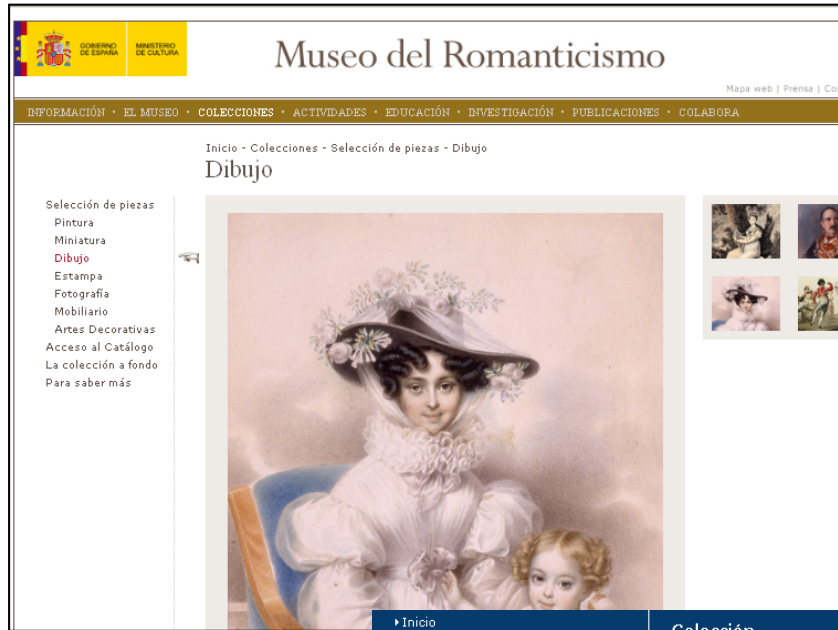 GOBIERNO
DE ESPAÑA
MINISTERIO
DE CULTURA
Museo del Romanticismo
Mapa web | Prensa | Co
INFORMACIÓN · EL MUSEO · COLECCIONES · ACTIVIDADES · EDUCACIÓN · INVESTIGACIÓN · PUBLICACIONES · COLABORA
Inicio - Colecciones - Selección de piezas - Dibujo
Dibujo
Selección de piezas
Pintura
Miniatura
Dibujo
Estampa
Fotografía
Mobiliario
Artes Decorativas
Acceso al Catálogo
La colección a fondo
Para saber más
Inicio
Colección